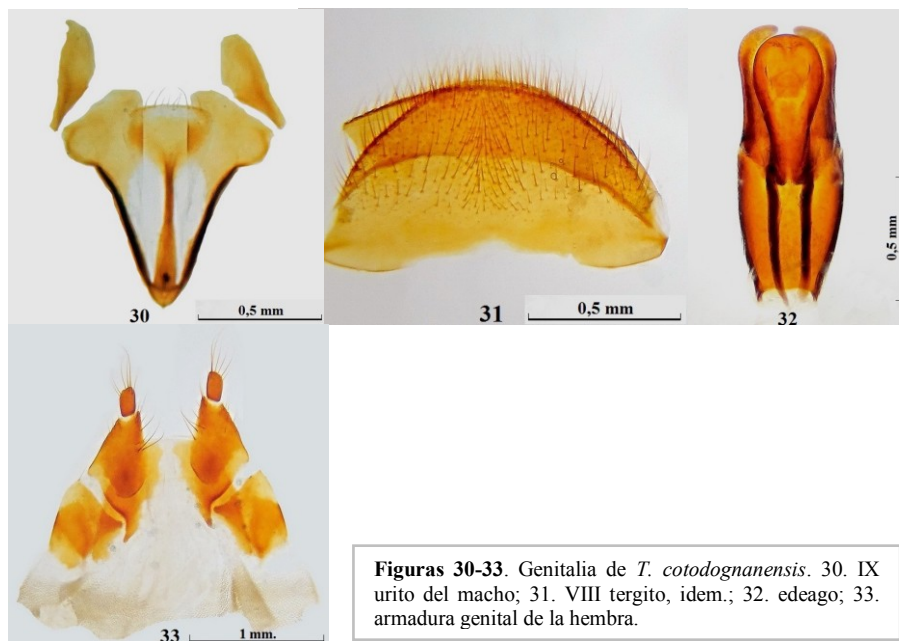 30
0,5 mm
31
0,5 mm
32
0,5 mm
33
1 mm.
Figuras 30-33. Genitalia de T. cotodognanensis. 30. IX
urito del macho; 31. VIII tergito, idem.; 32. edeago; 33.
armadura genital de la hembra.